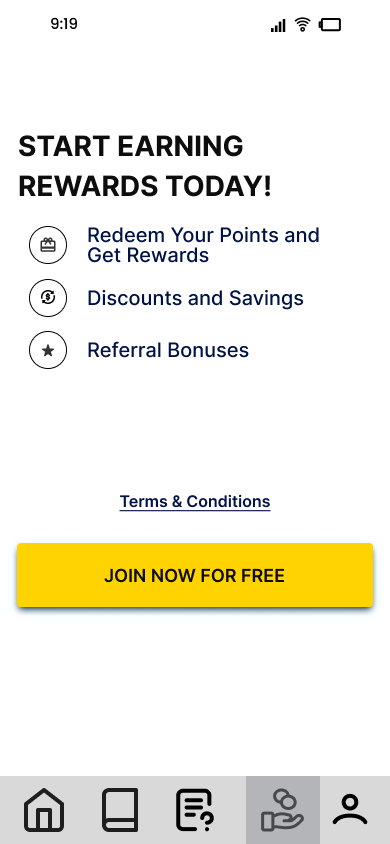 9:19
START EARNING
REWARDS TODAY!
Redeem Your Points and
Get Rewards
Discounts and Savings
Referral Bonuses
Terms & Conditions
JOIN NOW FOR FREE